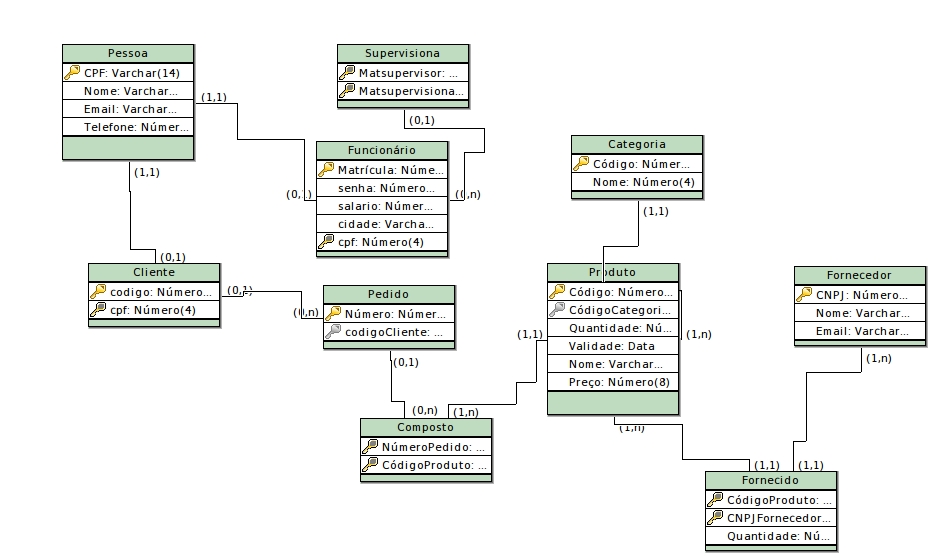 Pessoa
CPF: Varchar(14)
Nome: Varchar...
Email: Varchar...
Telefone: Númer...
(1,1)
(1,1)
Supervisiona
Matsupervisor: ...
Matsupervisiona...
(0,1)
Funcionário
Matrícula: Núme...
senha: Número...
salario: Númer...
cidade: Varcha...
cpf: Número(4)
(0,1)
(0,n)
Categoria
Código: Númer...
Nome: Número(4)
(1,1)
(0,1)
Cliente
codigo: Número...
cpf: Número(4)
(0,1)
(0,n)
Pedido
Número: Númer...
codigoCliente: ...
(0,1)
Produto
Código: Número...
CódigoCategori...
Quantidade: Nú...
Validade: Data
Nome: Varchar...
Preço: Número(8)
(1,1)
(1,n)
(1,n)
Fornecedor
CNPJ: Número...
Nome: Varchar...
Email: Varchar...
(1,n)
(0,n)
(1,n)
Composto
NúmeroPedido: ...
CódigoProduto: ...
(1,1)
(1,1)
Fornecido
CódigoProduto: ...
CNPJFornecedor...
Quantidade: Nú...